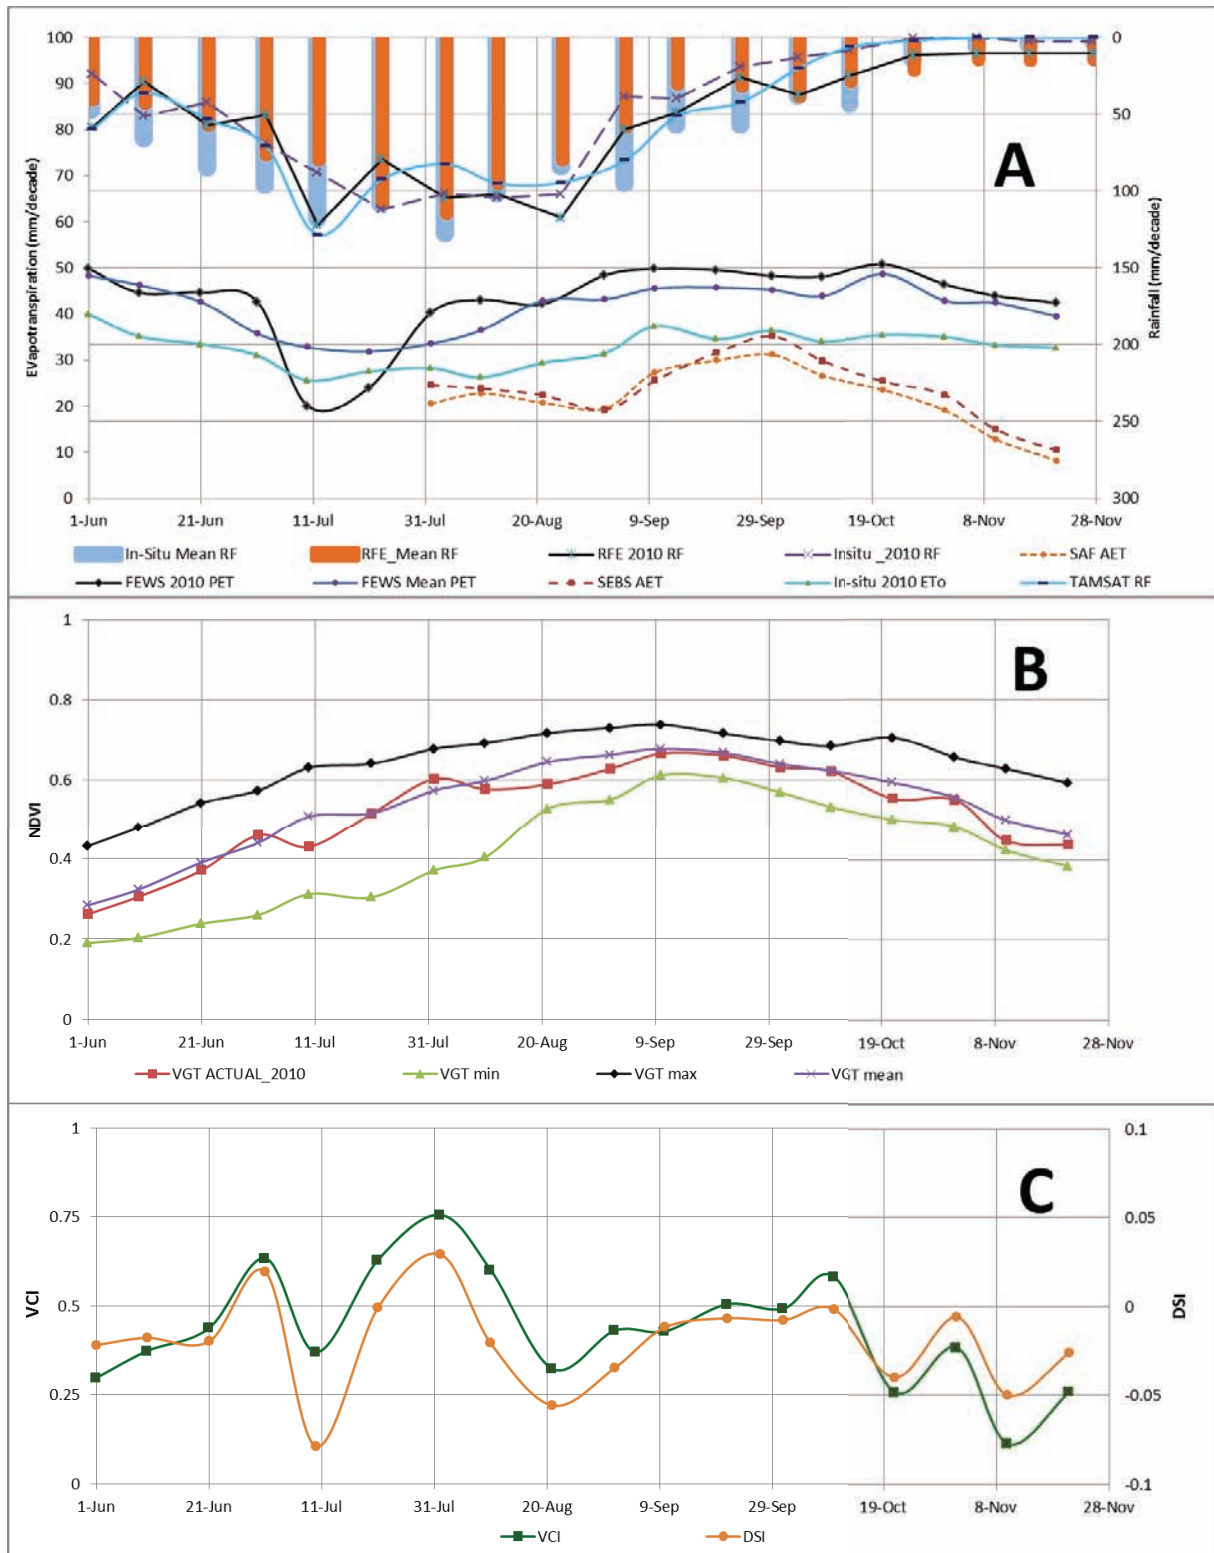 A
100
90
80
70
60
50
40
30
20
10
0
EVapotranspiration (mm/decade)
0
50
100
150
200
250
300
Rainfall (mm/decade)
1-Jun 21-Jun 11-Jul 31-Jul 20-Aug 9-Sep 29-Sep 19-Oct 8-Nov 28-Nov
In-Situ Mean RF RFE_Mean RF RFE 2010 RF Insitu _2010 RF SAF AET
FEWS 2010 PET FEWS Mean PET SEBS AET In-situ 2010 ETo TAMSAT RF
B
1
0.8
0.6
0.4
0.2
0
NDVI
1-Jun 21-Jun 11-Jul 31-Jul 20-Aug 9-Sep 29-Sep 19-Oct 8-Nov 28-Nov
VGT ACTUAL_2010 VGT min VGT max VGT mean
C
1
0.75
0.5
0.25
0
VCI
0.1
0.05
0
-0.05
-0.1
DSI
1-Jun 21-Jun 11-Jul 31-Jul 20-Aug 9-Sep 29-Sep 19-Oct 8-Nov 28-Nov
VCI DSI